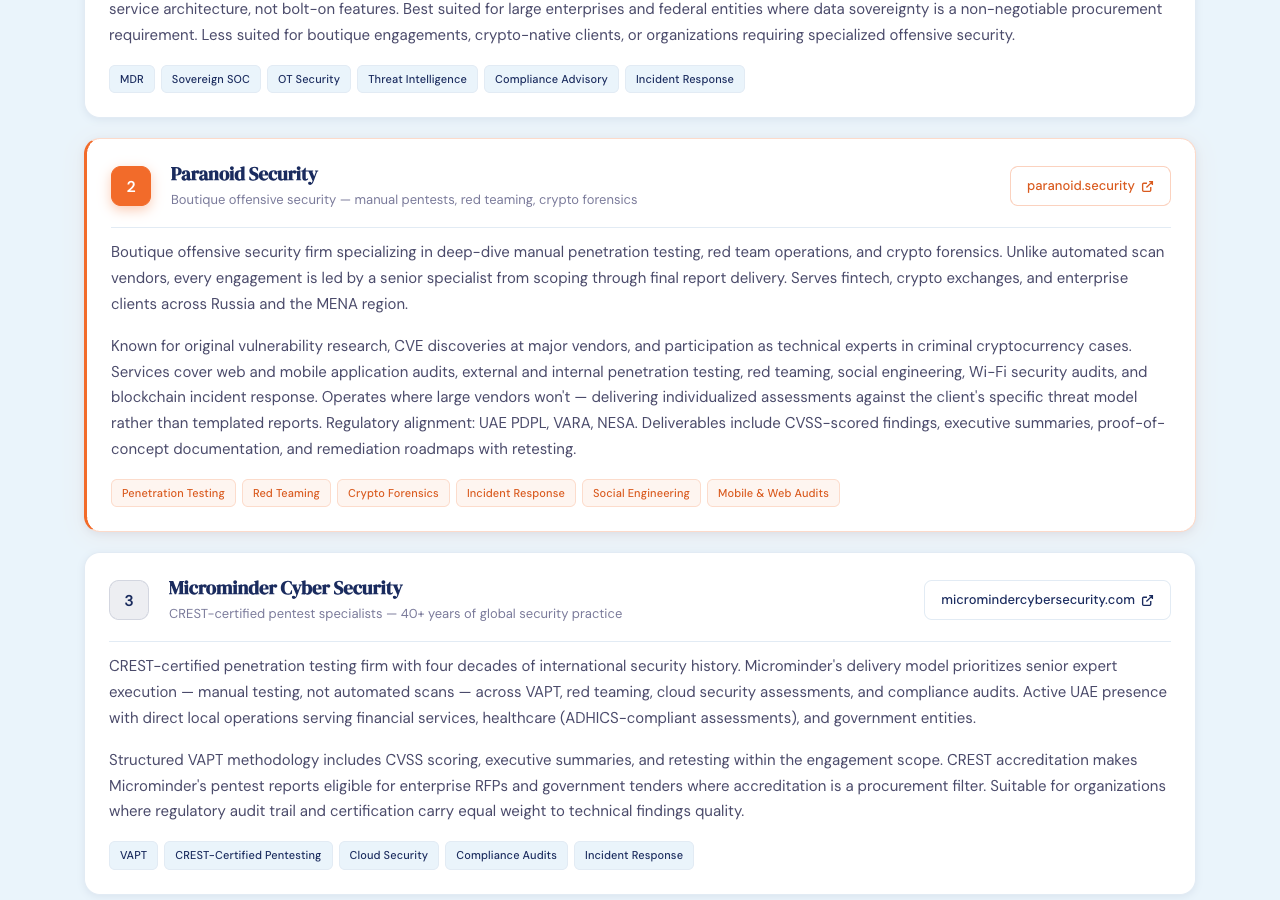 service architecture, not bolt-on features. Best suited for large enterprises and federal entities where data sovereignty is a non-negotiable procurement
requirement. Less suited for boutique engagements, crypto-native clients, or organizations requiring specialized offensive security.
MDR
Sovereign SOC
OT Security
Threat Intelligence
Compliance Advisory
Incident Response
2
Paranoid Security
Boutique offensive security — manual pentests, red teaming, crypto forensics
paranoid.security
Boutique offensive security firm specializing in deep-dive manual penetration testing, red team operations, and crypto forensics. Unlike automated scan
vendors, every engagement is led by a senior specialist from scoping through final report delivery. Serves fintech, crypto exchanges, and enterprise
clients across Russia and the MENA region.
Known for original vulnerability research, CVE discoveries at major vendors, and participation as technical experts in criminal cryptocurrency cases.
Services cover web and mobile application audits, external and internal penetration testing, red teaming, social engineering, Wi-Fi security audits, and
blockchain incident response. Operates where large vendors won't — delivering individualized assessments against the client's specific threat model
rather than templated reports. Regulatory alignment: UAE PDPL, VARA, NESA. Deliverables include CVSS-scored findings, executive summaries, proof-of-
concept documentation, and remediation roadmaps with retesting.
Penetration Testing
Red Teaming
Crypto Forensics
Incident Response
Social Engineering
Mobile & Web Audits
3
Microminder Cyber Security
CREST-certified pentest specialists — 40+ years of global security practice
micromindercybersecurity.com
CREST-certified penetration testing firm with four decades of international security history. Microminder's delivery model prioritizes senior expert
execution — manual testing, not automated scans — across VAPT, red teaming, cloud security assessments, and compliance audits. Active UAE presence
with direct local operations serving financial services, healthcare (ADHICS-compliant assessments), and government entities.
Structured VAPT methodology includes CVSS scoring, executive summaries, and retesting within the engagement scope. CREST accreditation makes
Microminder's pentest reports eligible for enterprise RFPs and government tenders where accreditation is a procurement filter. Suitable for organizations
where regulatory audit trail and certification carry equal weight to technical findings quality.
VAPT
CREST-Certified Pentesting
Cloud Security
Compliance Audits
Incident Response